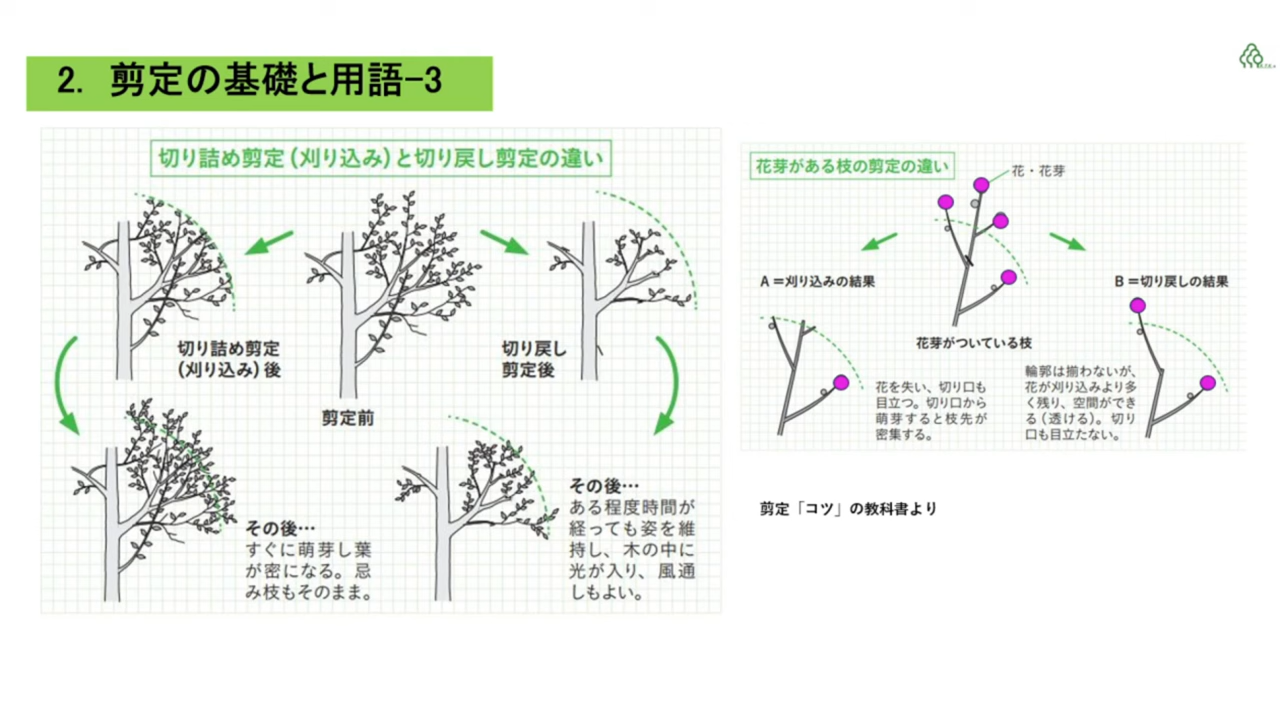 2. 剪定の基礎と用語-3
切り詰め剪定（刈り込み）と切り戻し剪定の違い
切り詰め剪定
（刈り込み）後
剪定前
切り戻し
剪定後
その後…
すぐに萌芽し葉
が密になる。忌
み枝もそのまま。
その後…
ある程度時間が
経っても姿を維
持し、木の中に
光が入り、風通
しもよい。
花芽がある枝の剪定の違い
花・花芽
A＝刈り込みの結果
B＝切り戻しの結果
花芽がついている枝
花を失い、切り口も
目立つ。切り口から
萌芽すると枝先が
密集する。
輪郭は揃わないが、
花が刈り込みより多
く残り、空間ができ
る（透ける）。切り
口も目立たない。
剪定「コツ」の教科書より